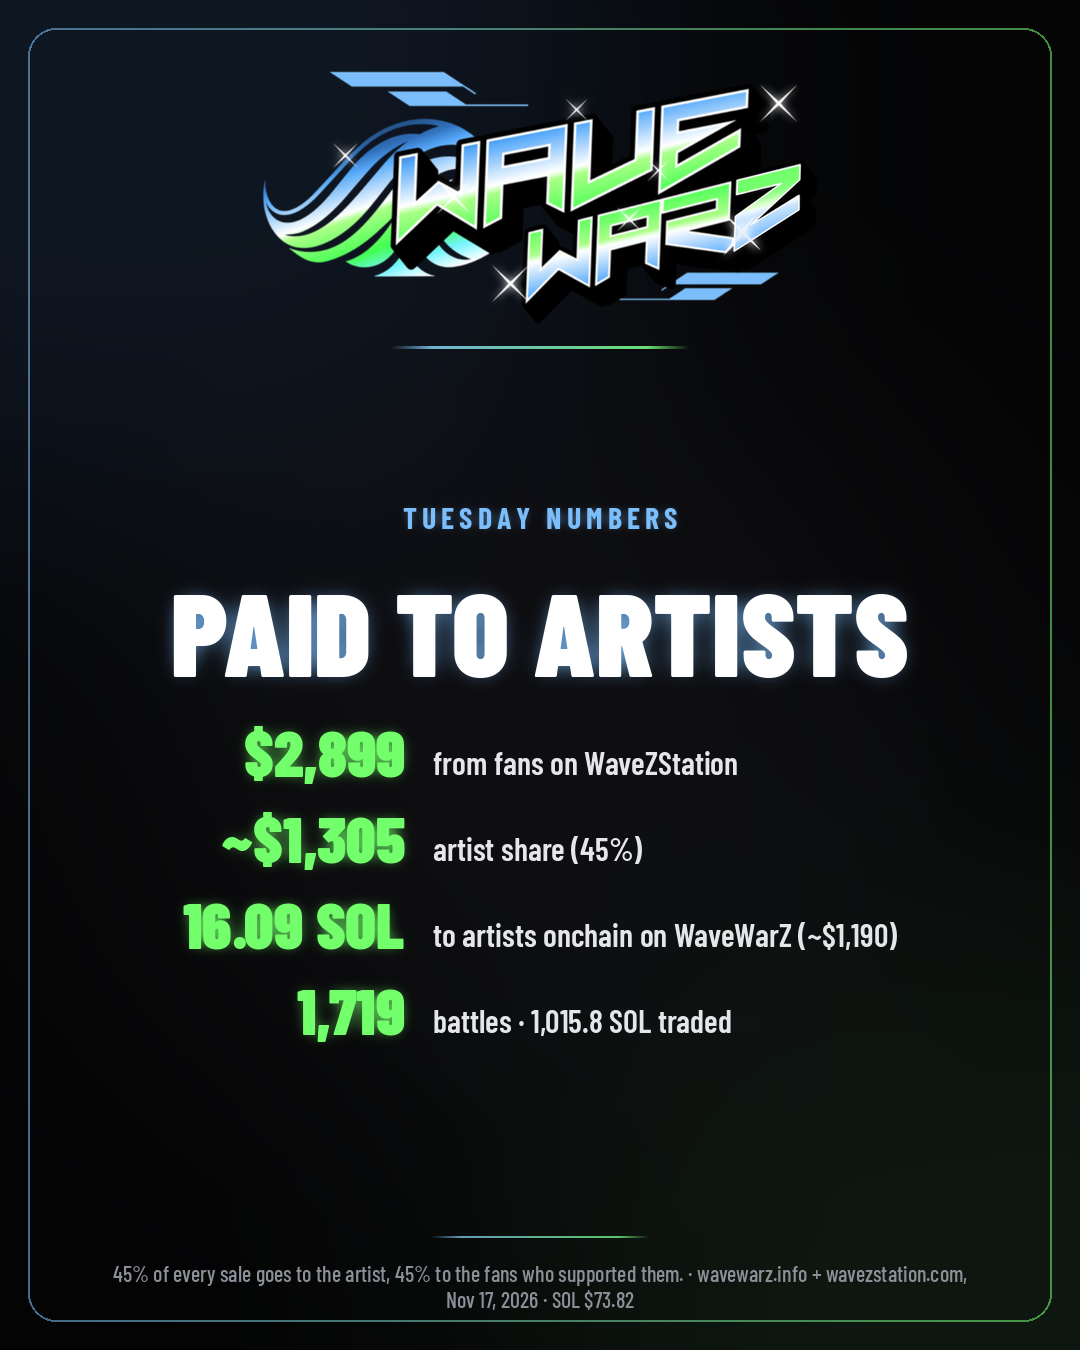 WAVE
WARZ
TUESDAY NUMBERS
PAID TO ARTISTS
$2,899 from fans on WaveZStation
~$1,305 artist share (45%)
16.09 SOL to artists onchain on WaveWarZ (~$1,190)
1,719 battles · 1,015.8 SOL traded
45% of every sale goes to the artist, 45% to the fans who supported them. · wavewarz.info + wavezstation.com,
Nov 17, 2026 · SOL $73.82